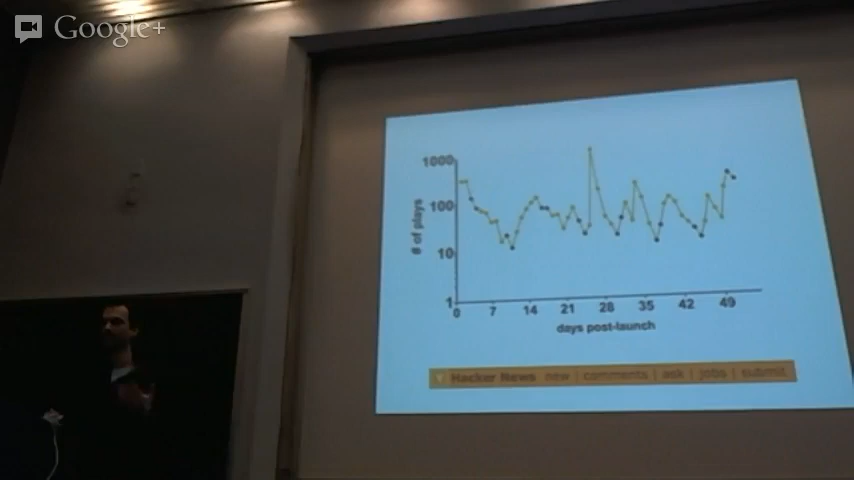 Google+
1000
100
10
1
# of plays
0 7 14 21 28 35 42 49
days post-launch
Hacker News new | comments | ask | jobs | submit